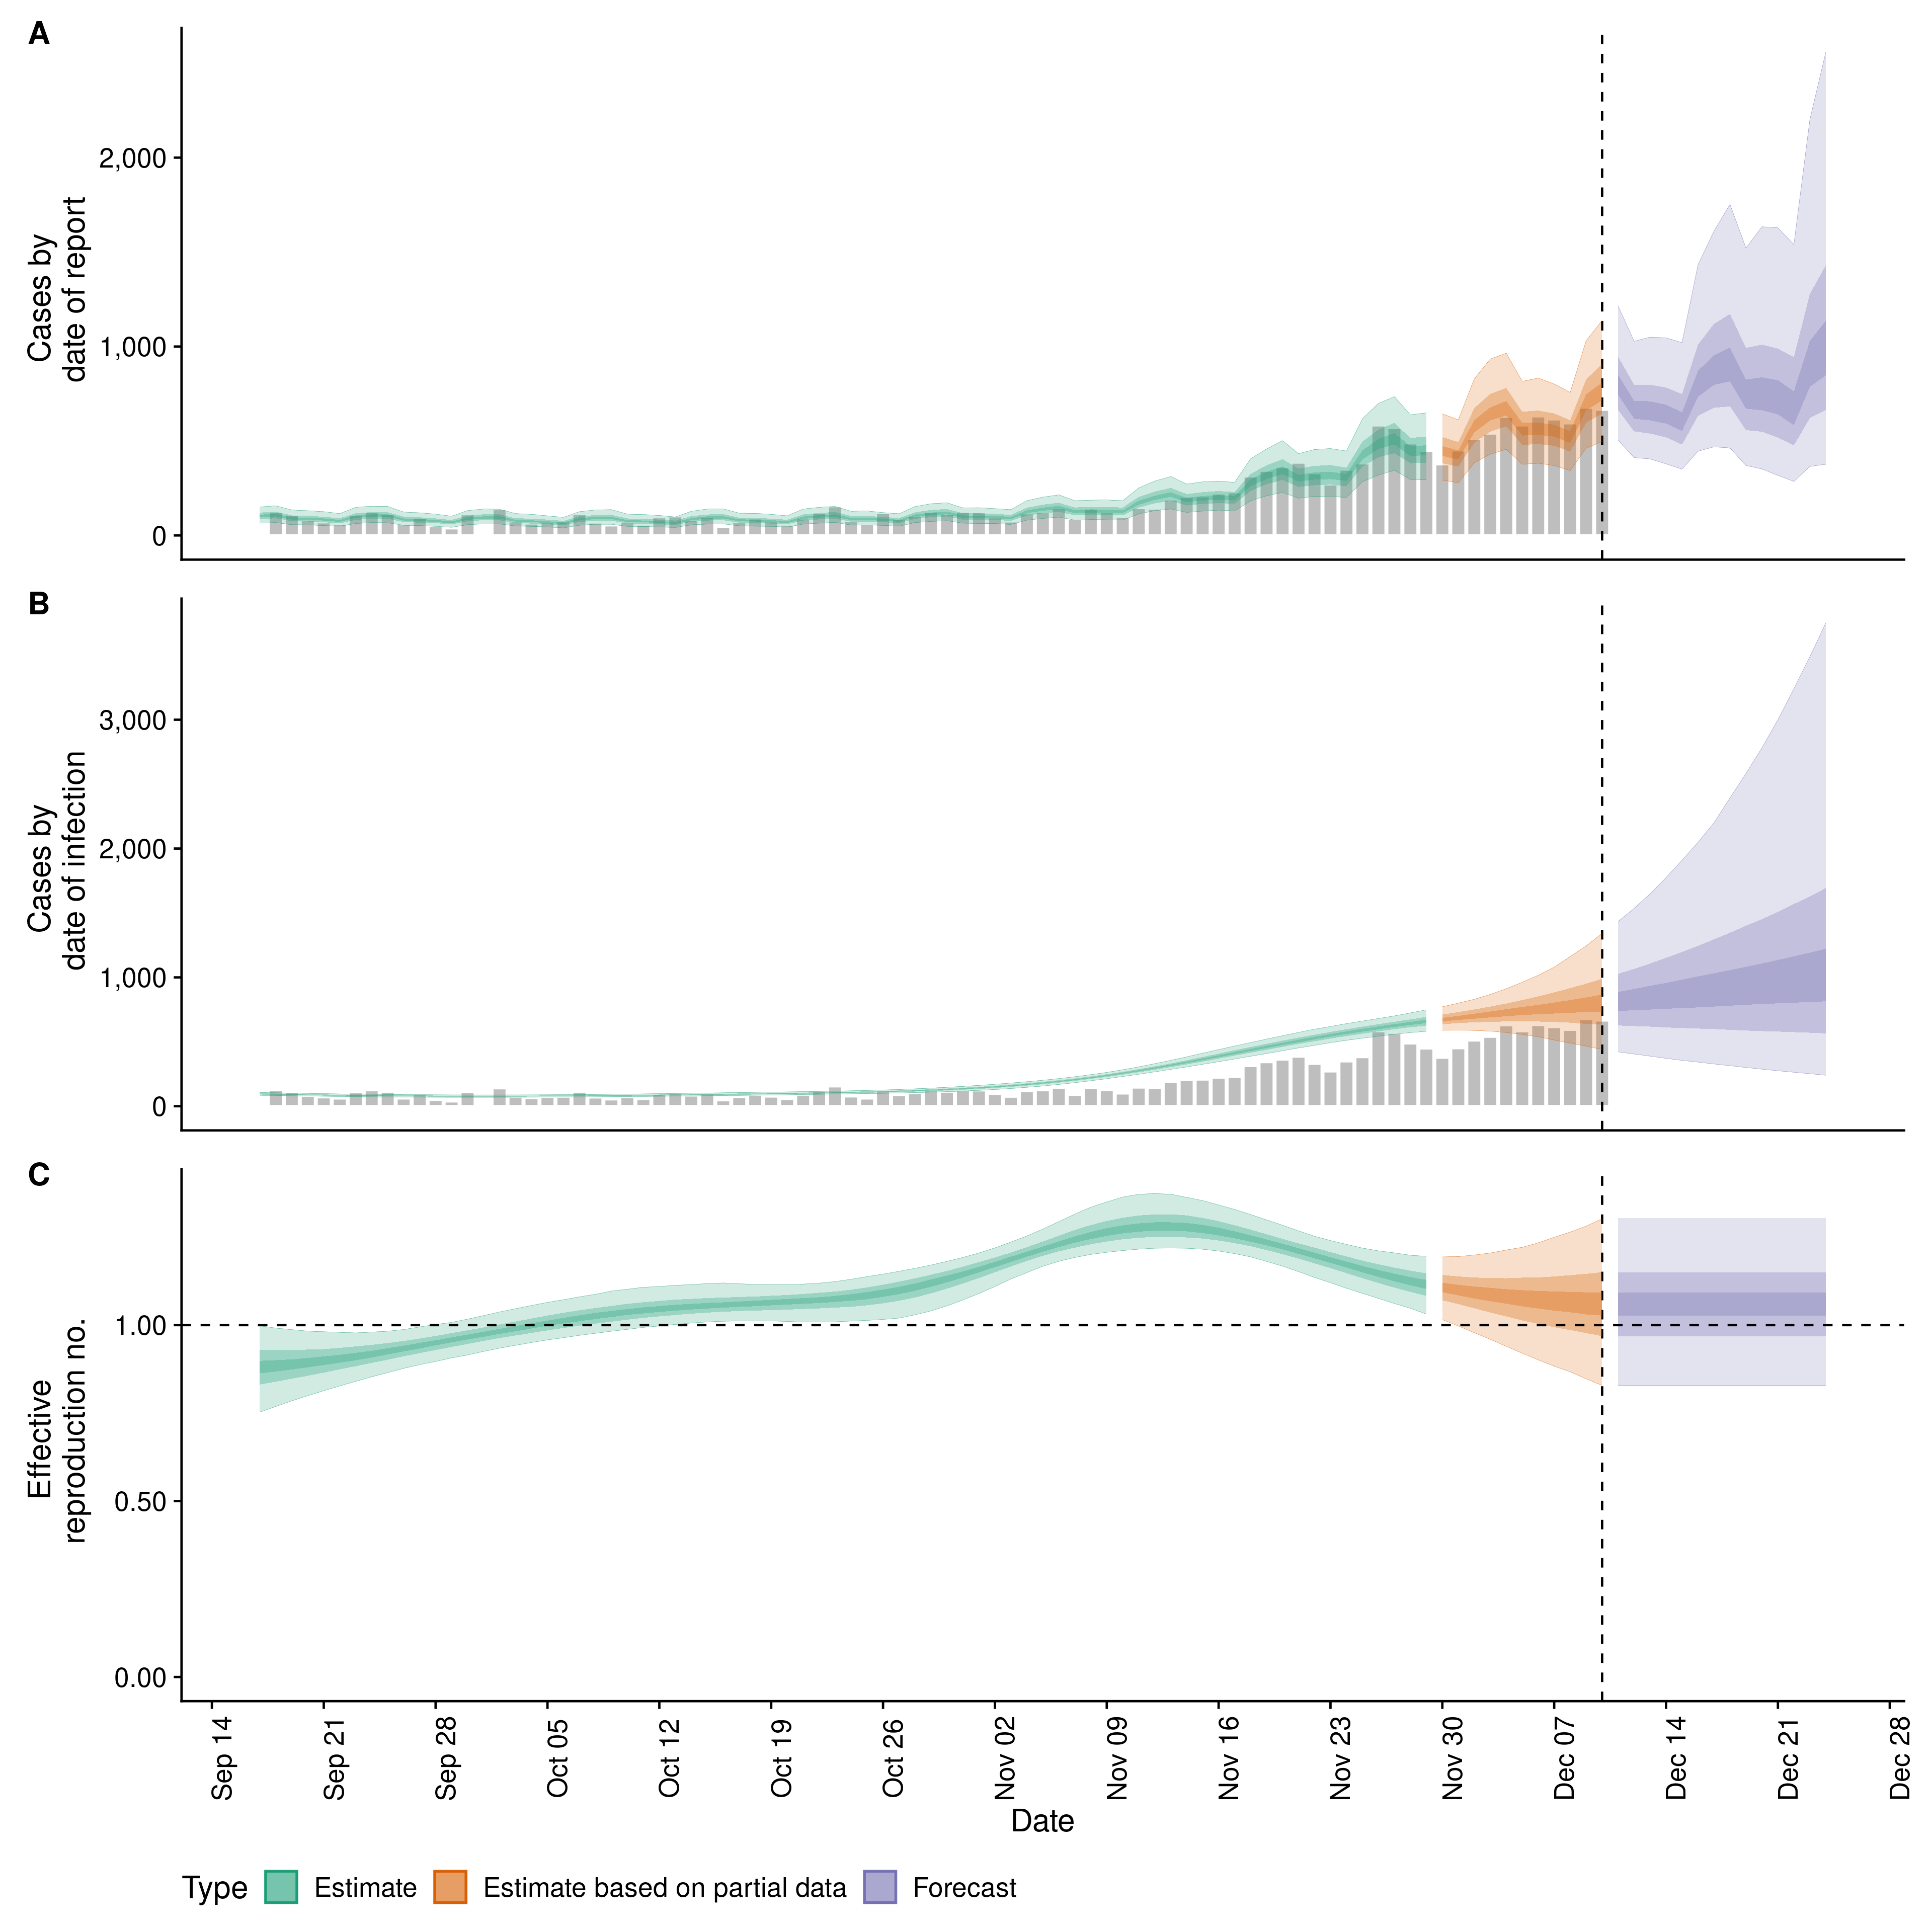 A
Cases by
date of report
2,000
1,000
0
B
Cases by
date of infection
3,000
2,000
1,000
0
C
Effective
reproduction no.
1.00
0.50
0.00
Sep 14
Sep 21
Sep 28
Oct 05
Oct 12
Oct 19
Oct 26
Nov 02
Nov 09
Nov 16
Nov 23
Nov 30
Dec 07
Dec 14
Dec 21
Dec 28
Date
Type Estimate Estimate based on partial data Forecast